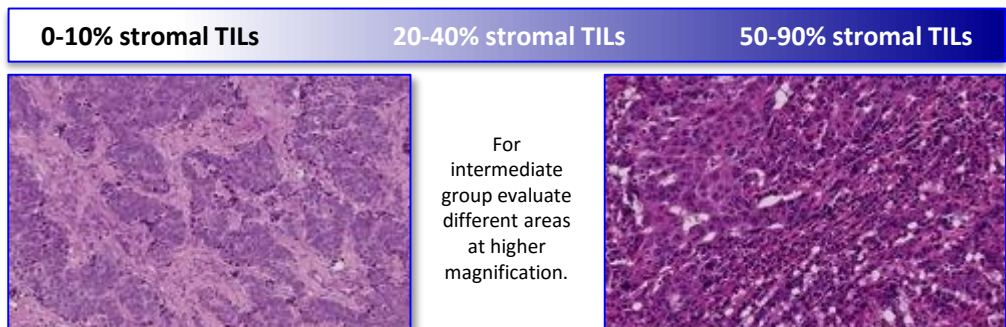 0-10% stromal TILs 20-40% stromal TILs 50-90% stromal TILs
For
intermediate
group evaluate
different areas
at higher
magnification.